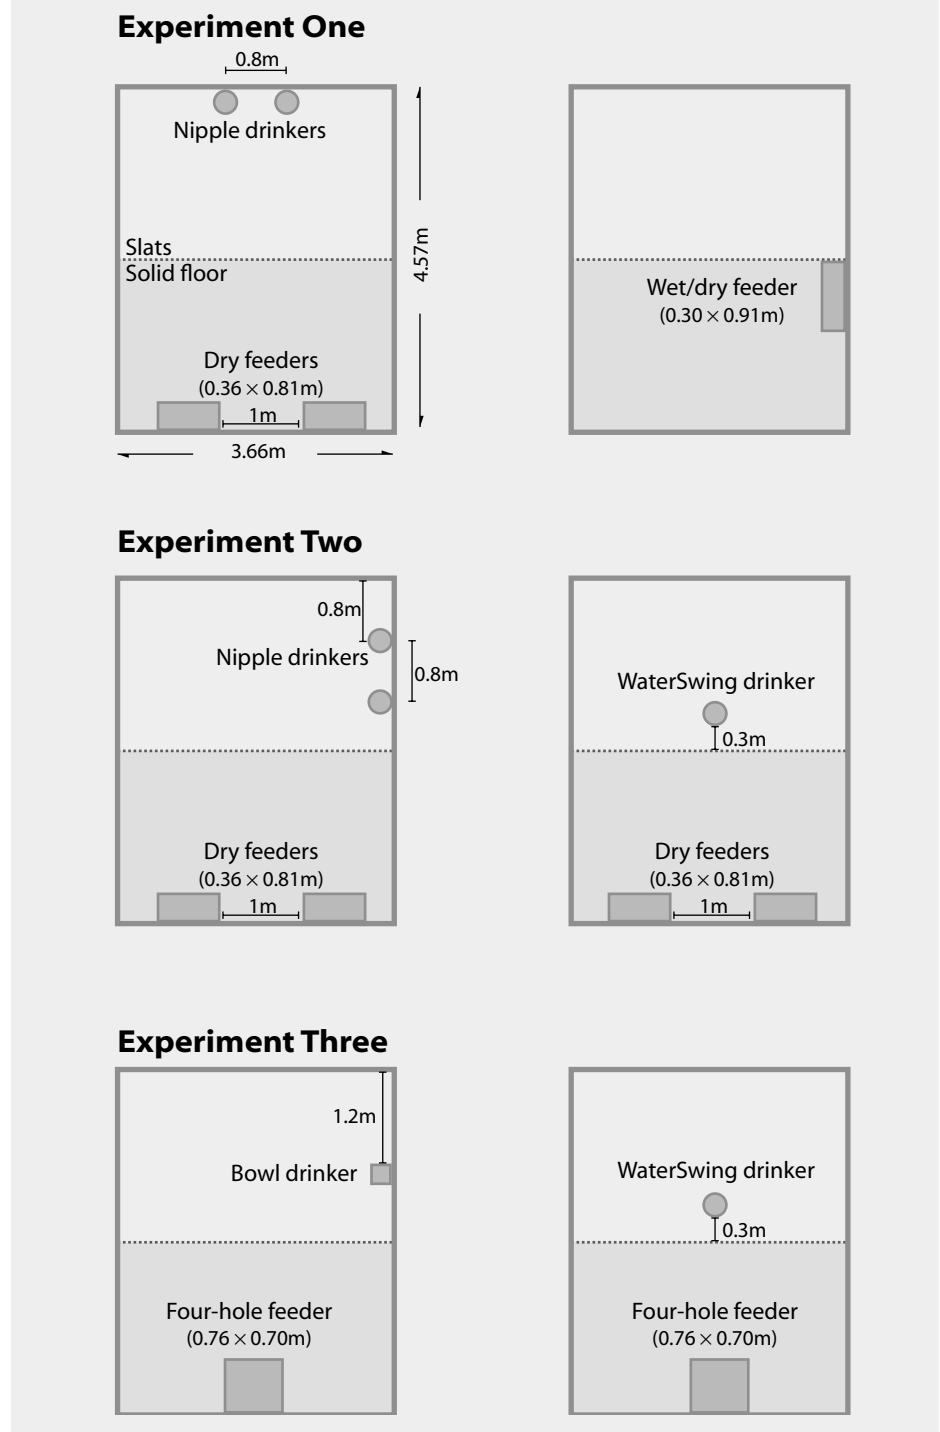 Experiment One
0.8m
Nipple drinkers
4.57m
Slats
Solid floor
Dry feeders
(0.36 × 0.81m)
1m
3.66m
Wet/dry feeder
(0.30 × 0.91m)
Experiment Two
0.8m
Nipple drinkers
0.8m
Dry feeders
(0.36 × 0.81m)
1m
WaterSwing drinker
0.3m
Dry feeders
(0.36 × 0.81m)
1m
Experiment Three
1.2m
Bowl drinker
Four-hole feeder
(0.76 × 0.70m)
WaterSwing drinker
0.3m
Four-hole feeder
(0.76 × 0.70m)